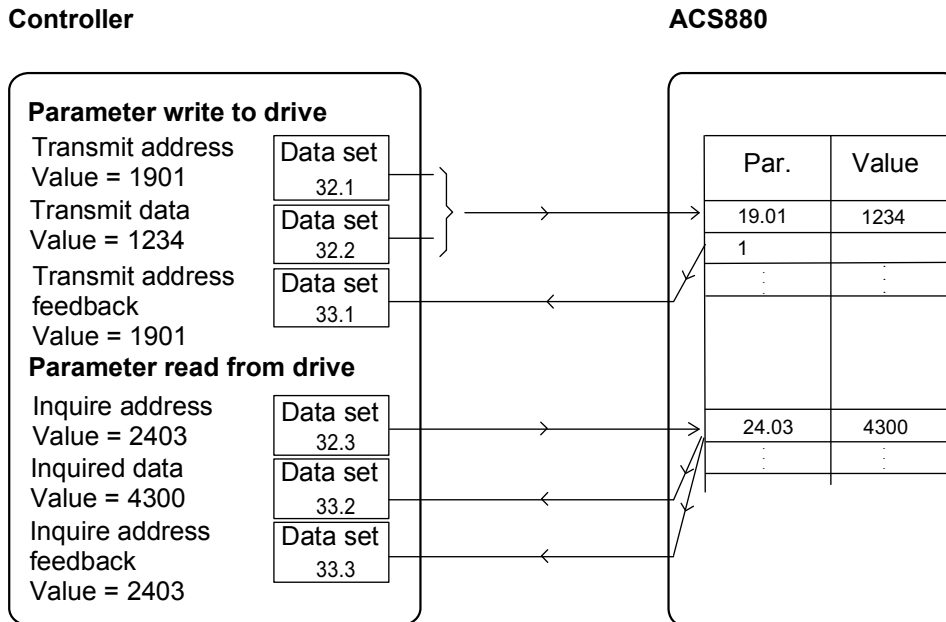 Controller
ACS880
Parameter write to drive
Transmit address
Value = 1901
Data set
32.1
Transmit data
Value = 1234
Data set
32.2
Transmit address
feedback
Value = 1901
Data set
33.1
Parameter read from drive
Inquire address
Value = 2403
Data set
32.3
Inquired data
Value = 4300
Data set
33.2
Inquire address
feedback
Value = 2403
Data set
33.3
Par. Value
19.01 1234
1
24.03 4300